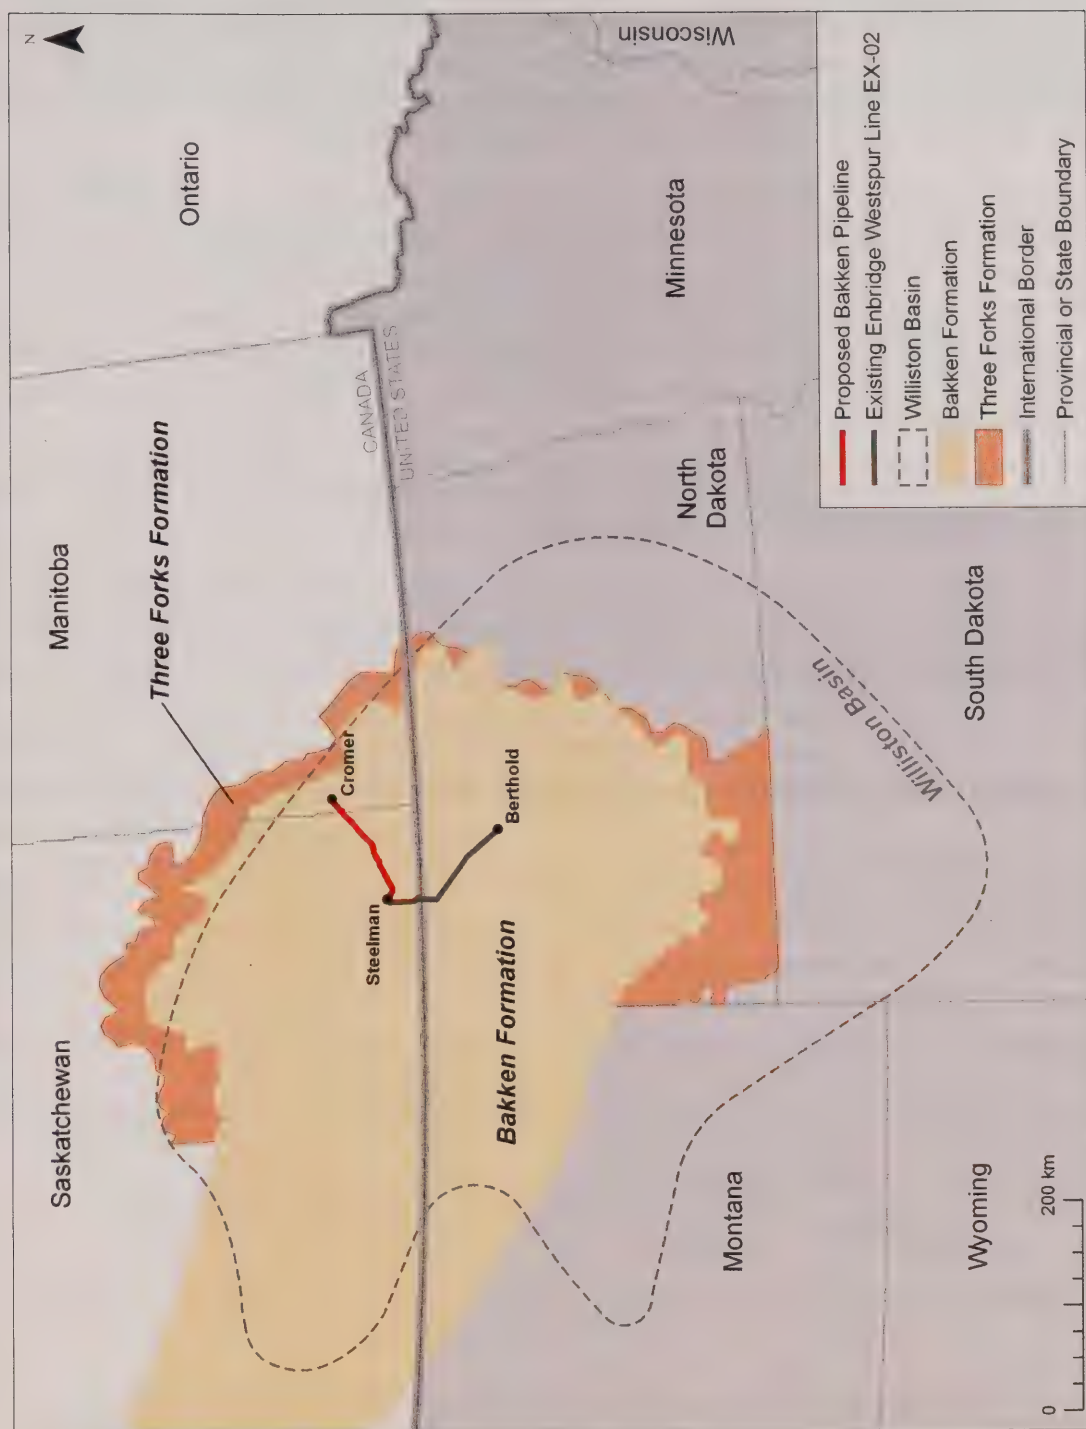 N
Saskatchewan
Manitoba
Ontario
Three Forks Formation
Cromer
Steelman
CANADA
UNITED STATES
Berthold
Bakken Formation
Montana
North
Dakota
Minnesota
Wisconsin
Williston Basin
South Dakota
Wyoming
0
200 km
Proposed Bakken Pipeline
Existing Enbridge Westspur Line EX-02
Williston Basin
Bakken Formation
Three Forks Formation
International Border
Provincial or State Boundary